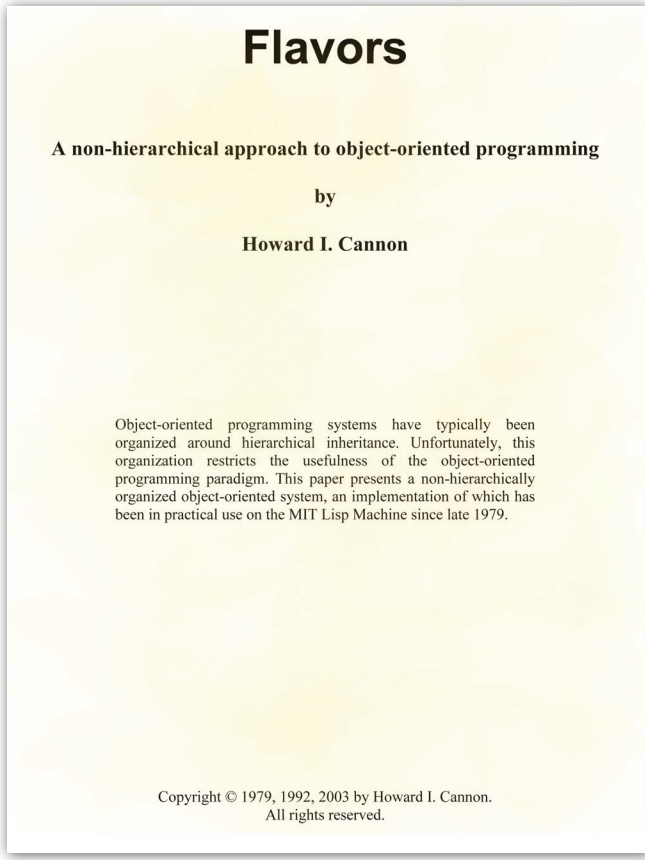 Flavors
A non-hierarchical approach to object-oriented programming
by
Howard I. Cannon
Object-oriented programming systems have typically been
organized around hierarchical inheritance. Unfortunately, this
organization restricts the usefulness of the object-oriented
programming paradigm. This paper presents a non-hierarchically
organized object-oriented system, an implementation of which has
been in practical use on the MIT Lisp Machine since late 1979.
Copyright © 1979, 1992, 2003 by Howard I. Cannon.
All rights reserved.